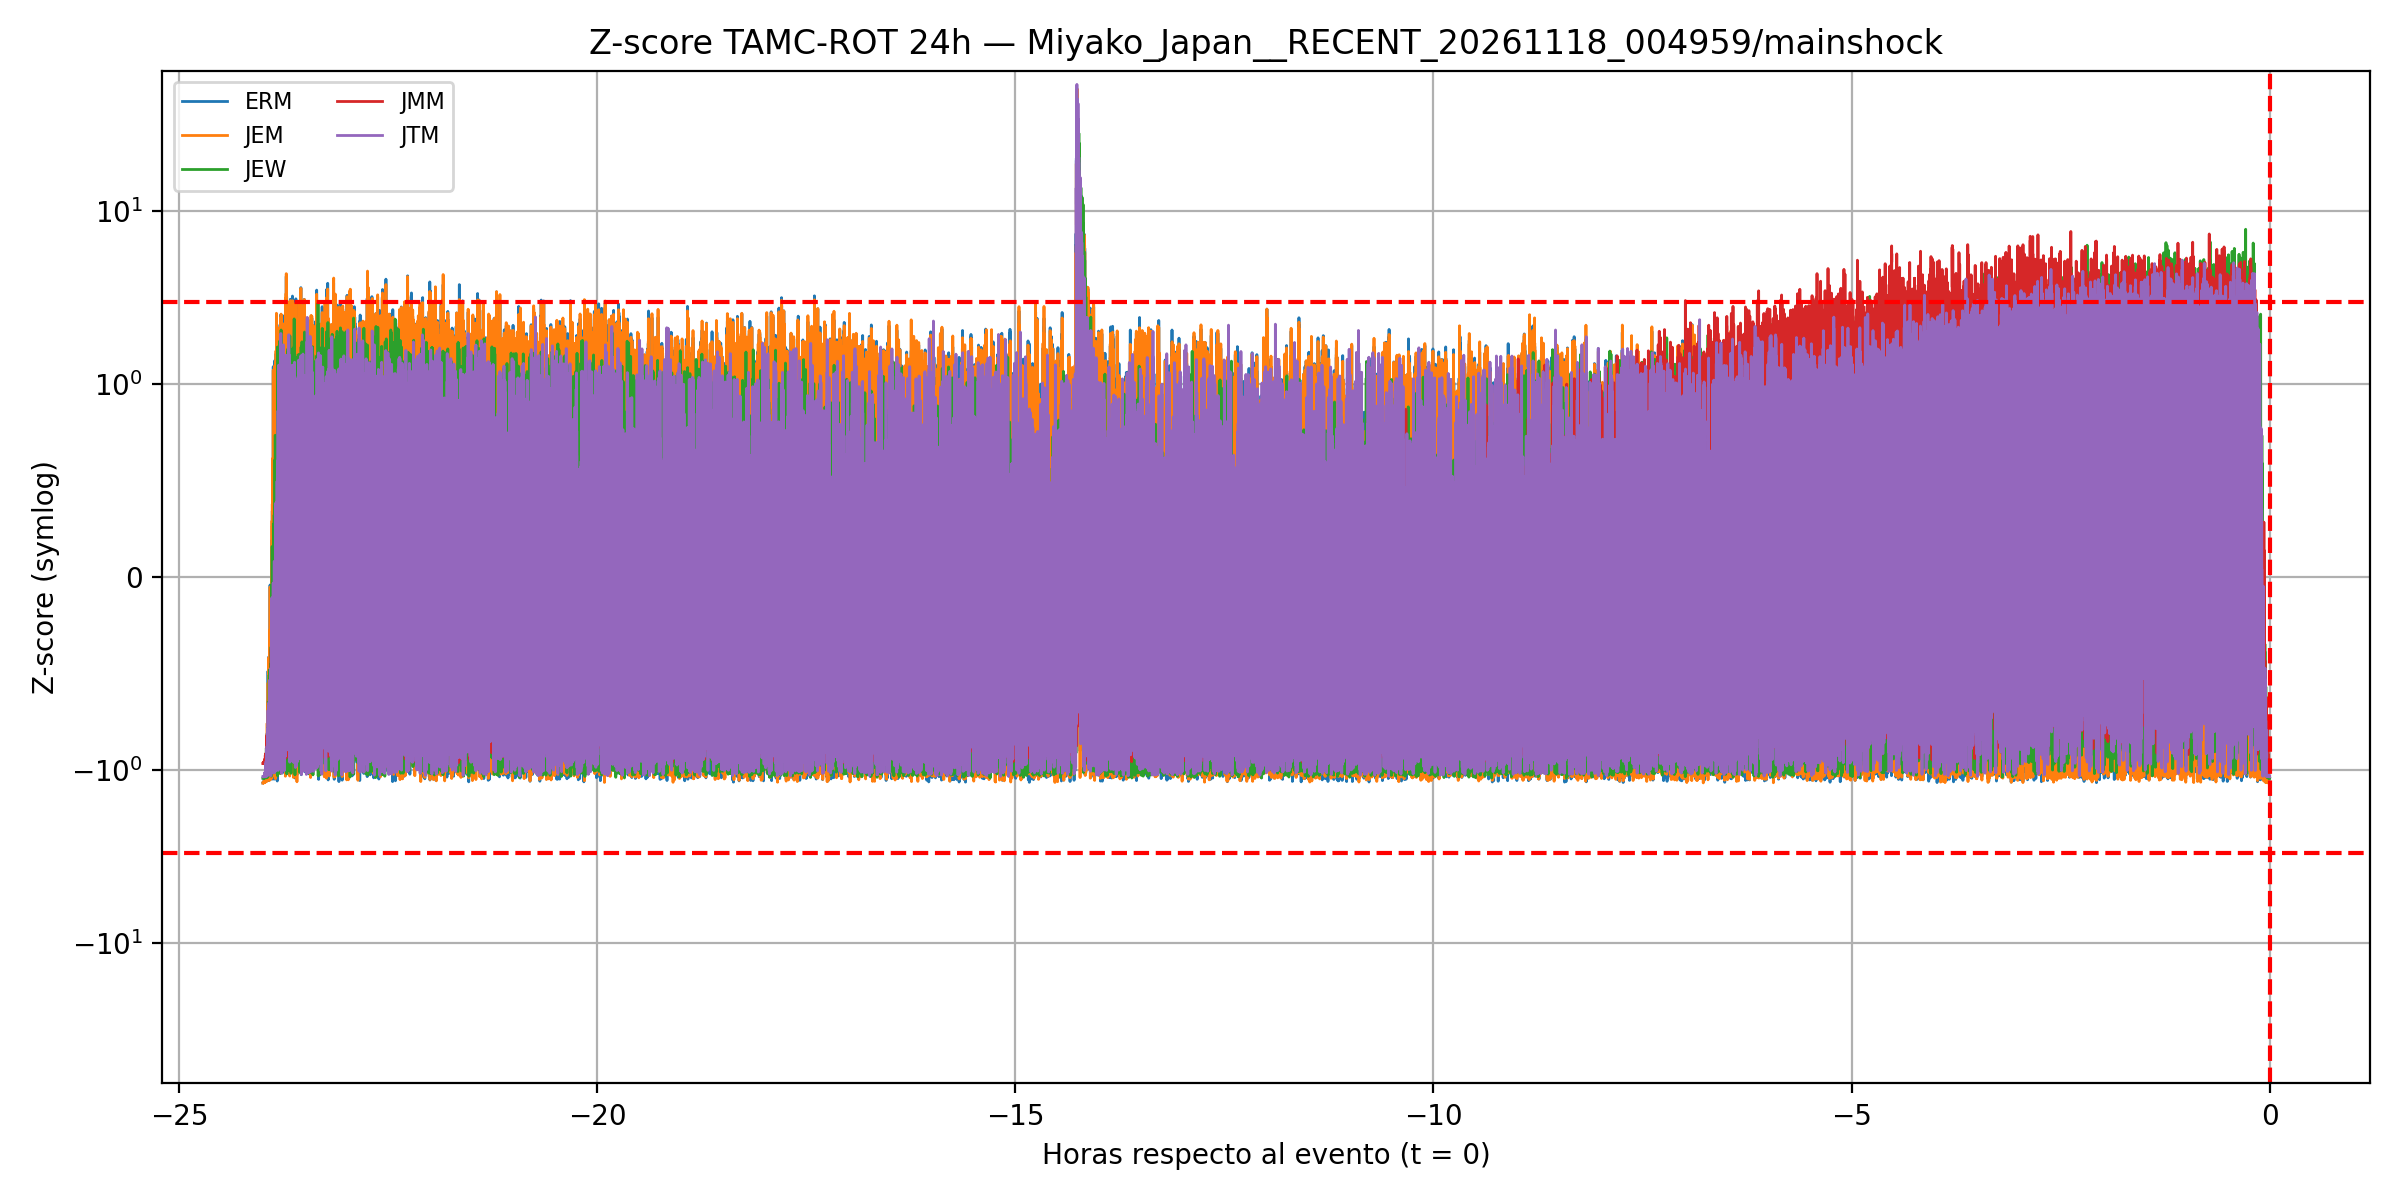 Z-score TAMC-ROT 24h — Miyako_Japan__RECENT_20261118_004959/mainshock
ERM
JEM
JEW
JMM
JTM
Z-score (symlog)
10¹
10⁰
0
−10⁰
−10¹
−25
−20
−15
−10
−5
0
Horas respecto al evento (t = 0)